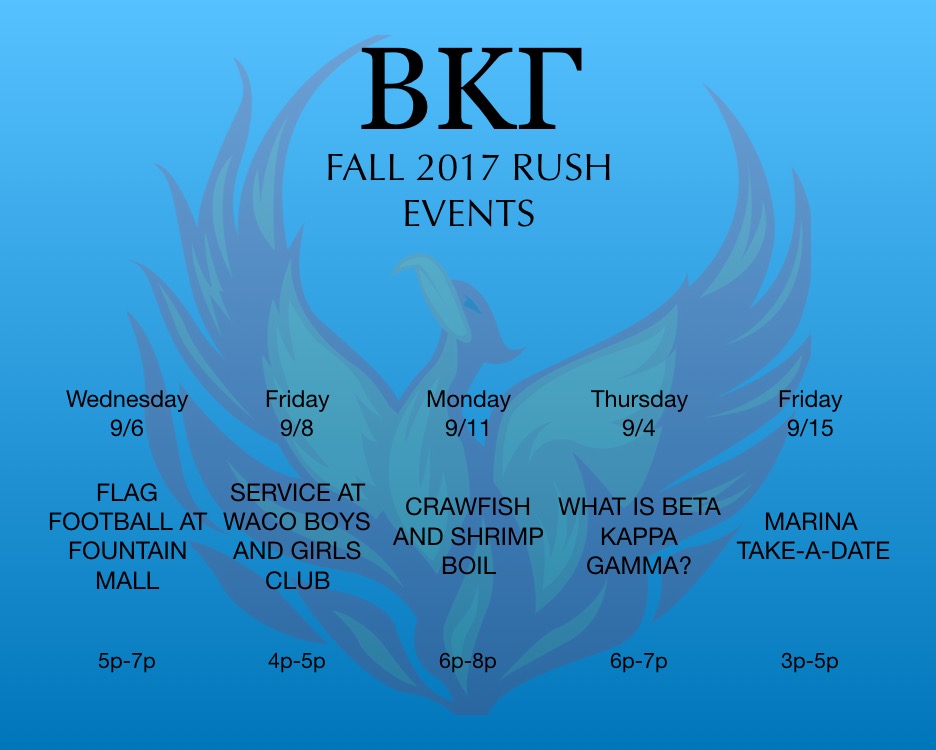 ΒΚΓ
FALL 2017 RUSH
EVENTS
Wednesday
9/6
FLAG
FOOTBALL AT
FOUNTAIN
MALL
5p-7p
Friday
9/8
SERVICE AT
WACO BOYS
AND GIRLS
CLUB
4p-5p
Monday
9/11
CRAWFISH
AND SHRIMP
BOIL
6p-8p
Thursday
9/4
WHAT IS BETA
KAPPA
GAMMA?
6p-7p
Friday
9/15
MARINA
TAKE-A-DATE
3p-5p